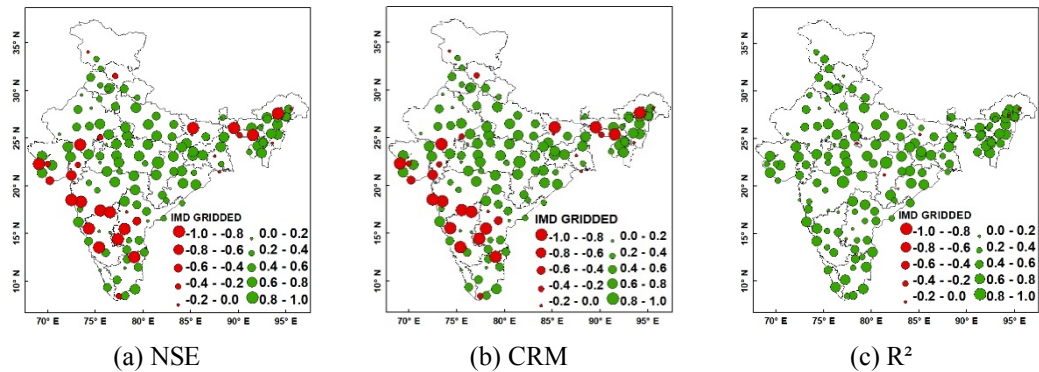 35° N
30° N
25° N
20° N
15° N
10° N
IMD GRIDDED
-1.0 - -0.8 0.0 - 0.2
-0.8 - -0.6 0.2 - 0.4
-0.6 - -0.4 0.4 - 0.6
-0.4 - -0.2 0.6 - 0.8
-0.2 - 0.0 0.8 - 1.0
70° E 75° E 80° E 85° E 90° E 95° E
(a) NSE
35° N
30° N
25° N
20° N
15° N
10° N
IMD GRIDDED
-1.0 - -0.8 0.0 - 0.2
-0.8 - -0.6 0.2 - 0.4
-0.6 - -0.4 0.4 - 0.6
-0.4 - -0.2 0.6 - 0.8
-0.2 - 0.0 0.8 - 1.0
70° E 75° E 80° E 85° E 90° E 95° E
(b) CRM
35° N
30° N
25° N
20° N
15° N
10° N
IMD GRIDDED
-1.0 - -0.8 0.0 - 0.2
-0.8 - -0.6 0.2 - 0.4
-0.6 - -0.4 0.4 - 0.6
-0.4 - -0.2 0.6 - 0.8
-0.2 - 0.0 0.8 - 1.0
70° E 75° E 80° E 85° E 90° E 95° E
(c) R²